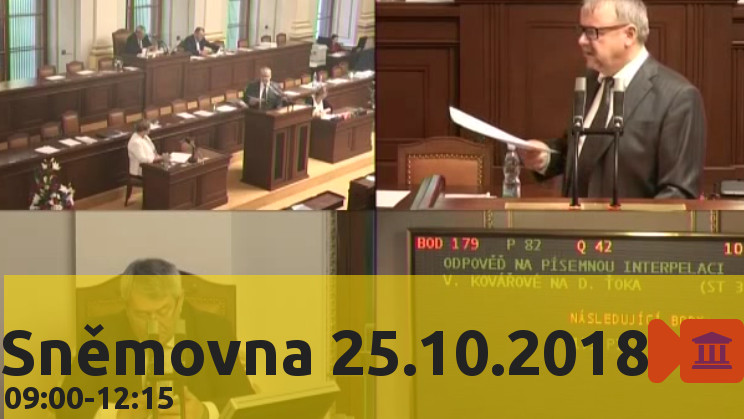 BOD 179 P 82 Q 42 10
ODPOVĚĎ NA PÍSEMNOU INTERPELACI
V. KOVÁŘOVÉ NA D. ŤOKA (ST 3
NÁSLEDUJÍCÍ BODY
P
Sněmovna 25.10.2018
09:00-12:15